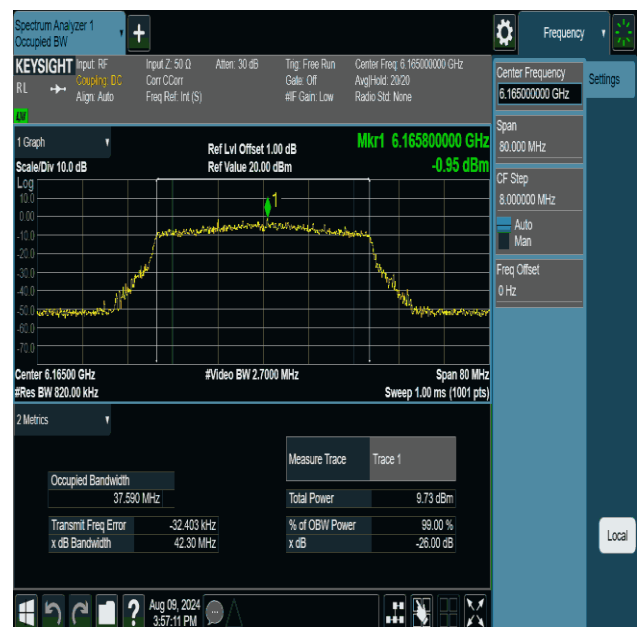 Spectrum Analyzer 1
Occupied BW
+
Frequency
KEYSIGHT Input: RF Input Z: 50 Ω Atten: 30 dB Trig: Free Run Center Freq: 6.165000000 GHz
RL Coupling: DC Corr CCorr Gate: Off Avg|Hold: 20/20
Align: Auto Freq Ref: Int (S) #IF Gain: Low Radio Std: None
Center Frequency
6.165000000 GHz
Settings
Span
80.000 MHz
CF Step
8.000000 MHz
Auto
Man
Freq Offset
0 Hz
Local
1 Graph
Ref Lvl Offset 1.00 dB Mkr1 6.165800000 GHz
Scale/Div 10.0 dB Ref Value 20.00 dBm -0.95 dBm
Log
10.0
0.00
-10.0
-20.0
-30.0
-40.0
-50.0
-60.0
-70.0
1
Center 6.16500 GHz #Video BW 2.7000 MHz Span 80 MHz
#Res BW 820.00 kHz Sweep 1.00 ms (1001 pts)
2 Metrics
Measure Trace Trace 1
Occupied Bandwidth
37.590 MHz Total Power 9.73 dBm
Transmit Freq Error -32.403 kHz % of OBW Power 99.00 %
x dB Bandwidth 42.30 MHz x dB -26.00 dB
? Aug 09, 2024
3:57:11 PM